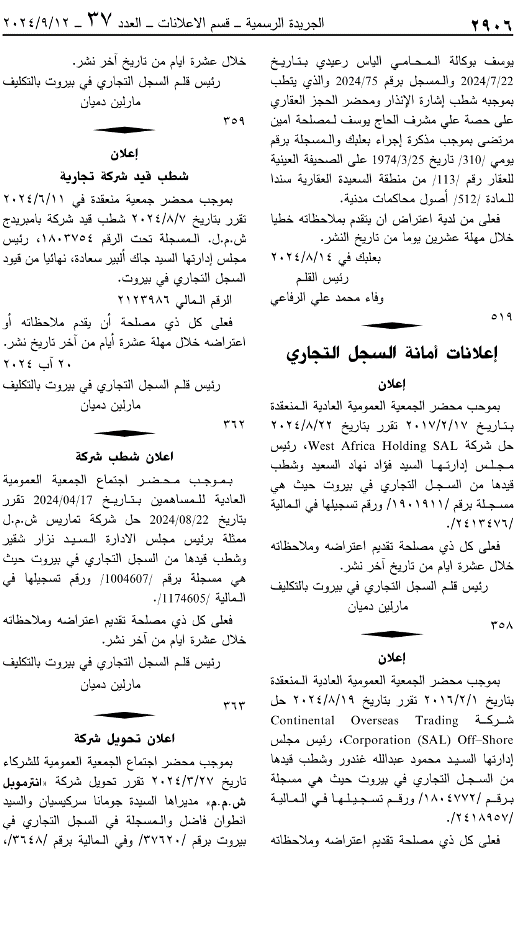 ٢٩٠٦
الجريدة الرسمية – قسم الاعلانات – العدد ٣٧ – ٢٠٢٤/٩/١٢
يوسف بوكالة المحامي الياس رعيدي بتاريخ
2024/7/22 والمسجل برقم 2024/75 والذي يتطب
بموجبه شطب إشارة الإنذار ومحضر الحجز العقاري
على حصة علي مشرف الحاج يوسف لمصلحة امين
مرتضى بموجب مذكرة إجراء بعلبك والمسجلة برقم
يومي /310/ تاريخ 1974/3/25 على الصحيفة العينية
للعقار رقم /113/ من منطقة السعيدة العقارية سندا
للمادة /512/ أصول محاكمات مدنية.
فعلى من لدية اعتراض ان يتقدم بملاحظاته خطيا
خلال مهلة عشرين يوما من تاريخ النشر.
بعلبك في ٢٠٢٤/٨/١٤
رئيس القلم
وفاء محمد علي الرفاعي
٥١٩
إعلانات أمانة السجل التجاري
إعلان
بموجب محضر الجمعية العمومية العادية المنعقدة
بتاريخ ٢٠١٧/٢/١٧ تقرر بتاريخ ٢٠٢٤/٨/٢٢
حل شركة West Africa Holding SAL، رئيس
مجلس إدارتها السيد فؤاد نهاد السعيد وشطب
قيدها من السجل التجاري في بيروت حيث هي
مسجلة برقم /١٩٠١٩١١/ ورقم تسجيلها في المالية
/٢٤١٣٤٧٦/.
فعلى كل ذي مصلحة تقديم اعتراضه وملاحظاته
خلال عشرة ايام من تاريخ آخر نشر.
رئيس قلم السجل التجاري في بيروت بالتكليف
مارلين دميان
٣٥٨
إعلان
بموجب محضر الجمعية العمومية العادية المنعقدة
بتاريخ ٢٠١٦/٢/١ تقرر بتاريخ ٢٠٢٤/٨/١٩ حل
شركة Continental Overseas Trading
Corporation (SAL) Off–Shore، رئيس مجلس
إدارتها السيد محمود عبدالله غندور وشطب قيدها
من السجل التجاري في بيروت حيث هي مسجلة
برقم /١٨٠٤٧٧٢/ ورقم تسجيلها في المالية
/٢٤١٨٩٥٧/.
فعلى كل ذي مصلحة تقديم اعتراضه وملاحظاته
خلال عشرة ايام من تاريخ آخر نشر.
رئيس قلم السجل التجاري في بيروت بالتكليف
مارلين دميان
٣٥٩
إعلان
شطب قيد شركة تجارية
بموجب محضر جمعية منعقدة في ٢٠٢٤/٦/١١
تقرر بتاريخ ٢٠٢٤/٨/٧ شطب قيد شركة بامبريدج
ش.م.ل. المسجلة تحت الرقم ١٨٠٣٧٥٤، رئيس
مجلس إدارتها السيد جاك ألبير سعادة، نهائيا من قيود
السجل التجاري في بيروت.
الرقم المالي ٢١٢٣٩٨٦
فعلى كل ذي مصلحة أن يقدم ملاحظاته أو
اعتراضه خلال مهلة عشرة أيام من آخر تاريخ نشر.
٢٠ آب ٢٠٢٤
رئيس قلم السجل التجاري في بيروت بالتكليف
مارلين دميان
٣٦٢
اعلان شطب شركة
بموجب محضر اجتماع الجمعية العمومية
العادية للمساهمين بتاريخ 2024/04/17 تقرر
بتاريخ 2024/08/22 حل شركة تماريس ش.م.ل
ممثلة برئيس مجلس الادارة السيد نزار شقير
وشطب قيدها من السجل التجاري في بيروت حيث
هي مسجلة برقم /1004607/ ورقم تسجيلها في
المالية /1174605/.
فعلى كل ذي مصلحة تقديم اعتراضه وملاحظاته
خلال عشرة ايام من آخر نشر.
رئيس قلم السجل التجاري في بيروت بالتكليف
مارلين دميان
٣٦٣
اعلان تحويل شركة
بموجب محضر اجتماع الجمعية العمومية للشركاء
تاريخ ٢٠٢٤/٣/٢٧ تقرر تحويل شركة «انترموبل
ش.م.م» مديراها السيدة جومانا سركيسيان والسيد
انطوان فاضل والمسجلة في السجل التجاري في
بيروت برقم /٣٧٦٢٠/ وفي المالية برقم /٣٦٤٨/،